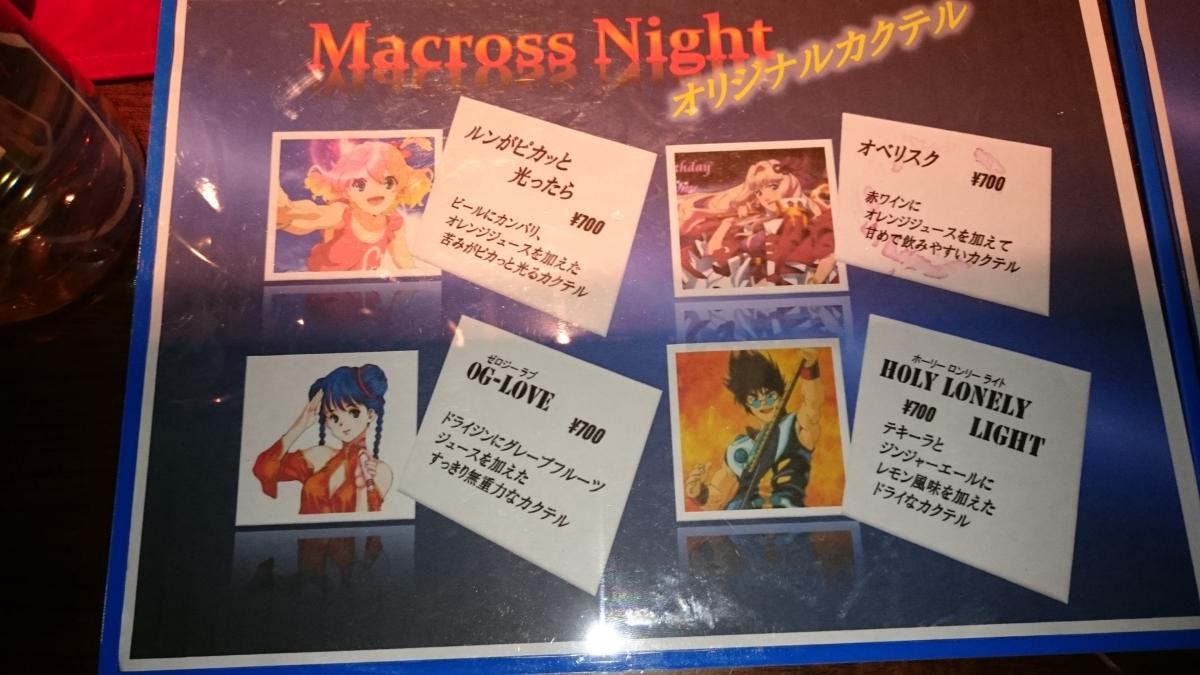 Macross Night
オリジナルカクテル
ルンがピカッと
光ったら
¥700
ビールにカンパリ、
オレンジジュースを加えた
苦みがピカっと光るカクテル
オベリスク
¥700
赤ワインに
オレンジジュースを加えて
甘めで飲みやすいカクテル
ゼロジー ラブ
OG-LOVE
¥700
ドライジンにグレープフルーツ
ジュースを加えた
すっきり無重力なカクテル
ホーリー ロンリー ライト
HOLY LONELY
¥700 LIGHT
テキーラと
ジンジャーエールに
レモン風味を加えた
ドライなカクテル